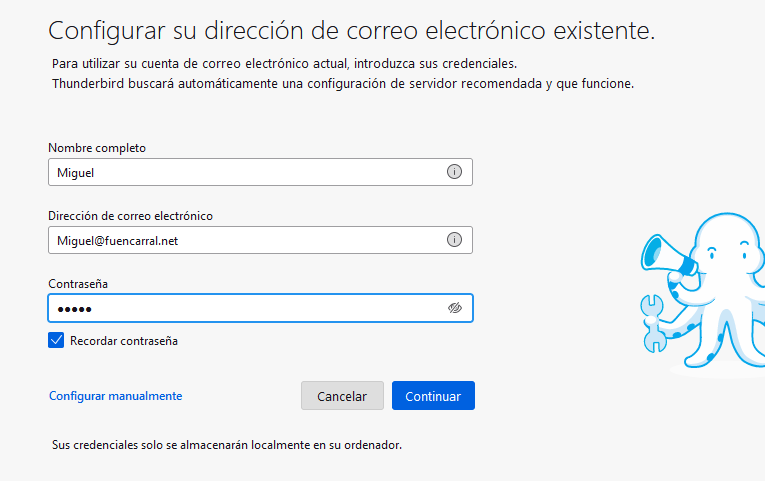 Configurar su dirección de correo electrónico existente.
Para utilizar su cuenta de correo electrónico actual, introduzca sus credenciales.
Thunderbird buscará automáticamente una configuración de servidor recomendada y que funcione.
Nombre completo
Miguel
Dirección de correo electrónico
Miguel@fuencarral.net
Contraseña
•••••
Recordar contraseña
Configurar manualmente
Cancelar
Continuar
Sus credenciales solo se almacenarán localmente en su ordenador.